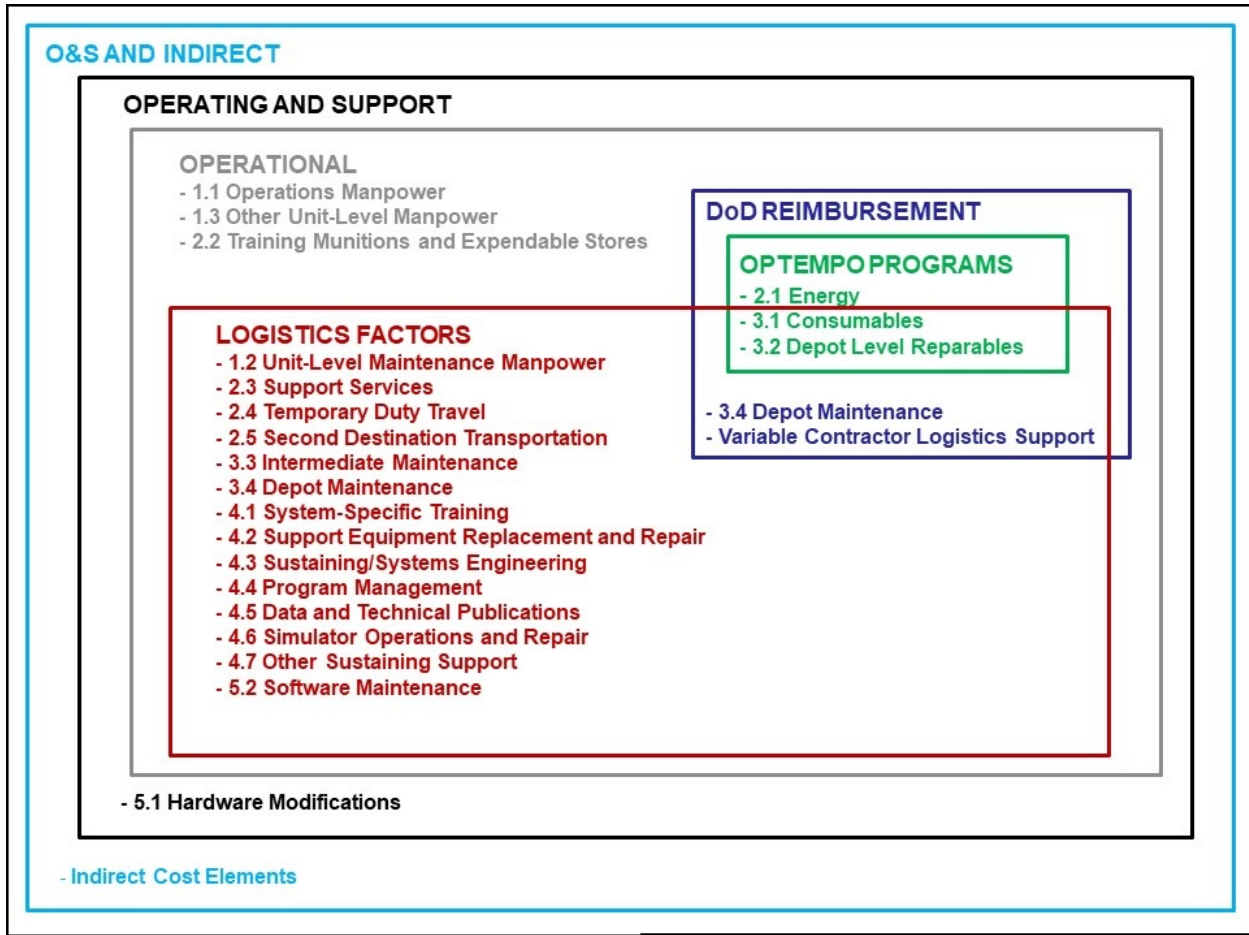 O&S AND INDIRECT
OPERATING AND SUPPORT
OPERATIONAL
- 1.1 Operations Manpower
- 1.3 Other Unit-Level Manpower
- 2.2 Training Munitions and Expendable Stores
DoD REIMBURSEMENT
OPTEMPO PROGRAMS
- 2.1 Energy
- 3.1 Consumables
- 3.2 Depot Level Reparables
- 3.4 Depot Maintenance
- Variable Contractor Logistics Support
LOGISTICS FACTORS
- 1.2 Unit-Level Maintenance Manpower
- 2.3 Support Services
- 2.4 Temporary Duty Travel
- 2.5 Second Destination Transportation
- 3.3 Intermediate Maintenance
- 3.4 Depot Maintenance
- 4.1 System-Specific Training
- 4.2 Support Equipment Replacement and Repair
- 4.3 Sustaining/Systems Engineering
- 4.4 Program Management
- 4.5 Data and Technical Publications
- 4.6 Simulator Operations and Repair
- 4.7 Other Sustaining Support
- 5.2 Software Maintenance
- 5.1 Hardware Modifications
- Indirect Cost Elements